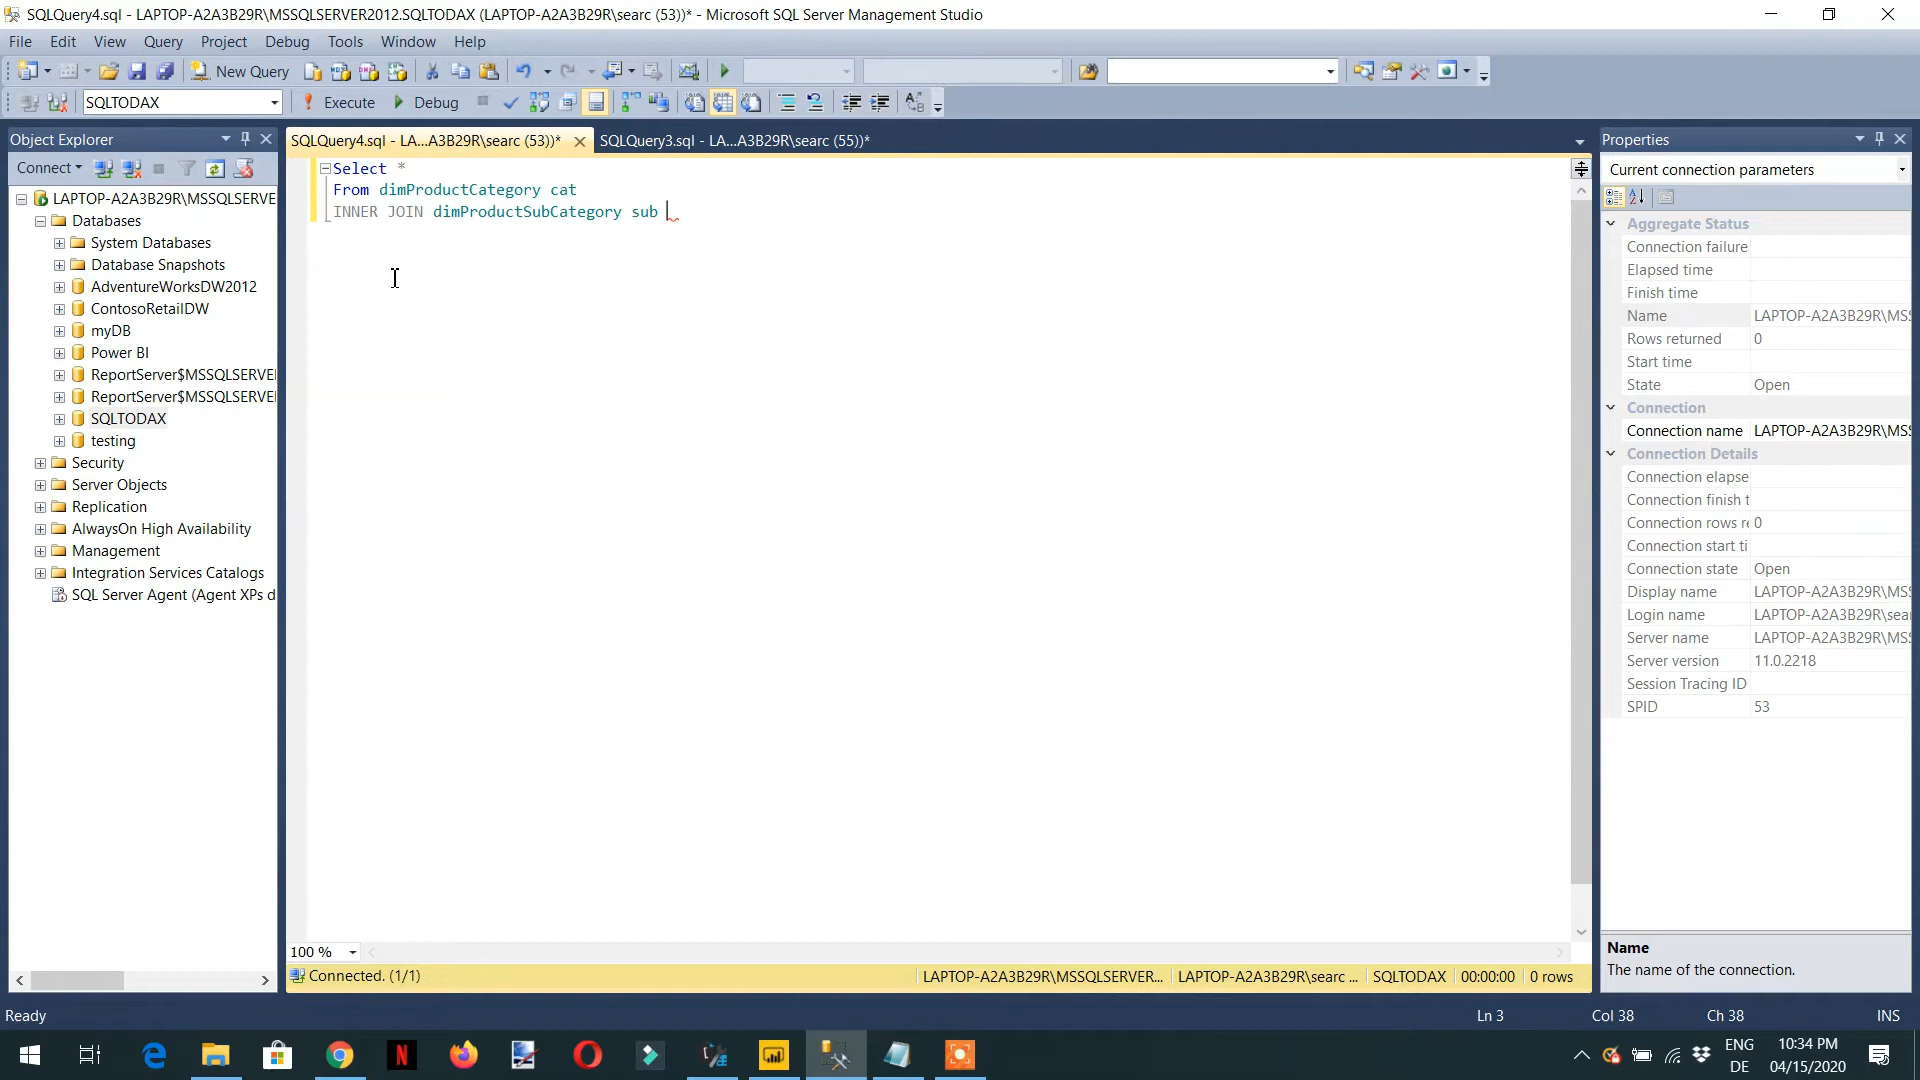 SQLQuery4.sql - LAPTOP-A2A3B29R\MSSQLSERVER2012.SQLTODAX (LAPTOP-A2A3B29R\searc (53))* - Microsoft SQL Server Management Studio
File Edit View Query Project Debug Tools Window Help
New Query
SQLTODAX Execute Debug
Object Explorer
Connect
LAPTOP-A2A3B29R\MSSQLSERVE
Databases
System Databases
Database Snapshots
AdventureWorksDW2012
ContosoRetailDW
myDB
Power BI
ReportServer$MSSQLSERVE
ReportServer$MSSQLSERVE
SQLTODAX
testing
Security
Server Objects
Replication
AlwaysOn High Availability
Management
Integration Services Catalogs
SQL Server Agent (Agent XPs d
SQLQuery4.sql - LA...A3B29R\searc (53))* SQLQuery3.sql - LA...A3B29R\searc (55))*
Select *
From dimProductCategory cat
INNER JOIN dimProductSubCategory sub
100 %
Connected. (1/1) LAPTOP-A2A3B29R\MSSQLSERVER... LAPTOP-A2A3B29R\searc ... SQLTODAX 00:00:00 0 rows
Properties
Current connection parameters
Aggregate Status
Connection failure
Elapsed time
Finish time
Name LAPTOP-A2A3B29R\MSS
Rows returned 0
Start time
State Open
Connection
Connection name LAPTOP-A2A3B29R\MSS
Connection Details
Connection elapse
Connection finish t
Connection rows re 0
Connection start ti
Connection state Open
Display name LAPTOP-A2A3B29R\MSS
Login name LAPTOP-A2A3B29R\sear
Server name LAPTOP-A2A3B29R\MSS
Server version 11.0.2218
Session Tracing ID
SPID 53
Name
The name of the connection.
Ready Ln 3 Col 38 Ch 38 INS
ENG
DE
10:34 PM
04/15/2020